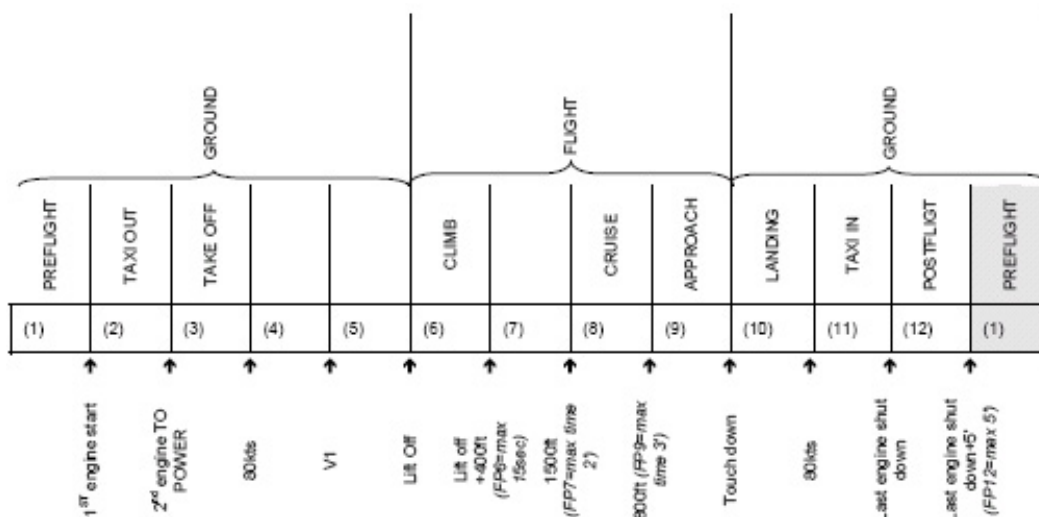 GROUND
FLIGHT
GROUND
PREFLIGHT
TAXI OUT
TAKE OFF
CLIMB
CRUISE
APPROACH
LANDING
TAXI IN
POSTFLIGT
PREFLIGHT
(1)
(2)
(3)
(4)
(5)
(6)
(7)
(8)
(9)
(10)
(11)
(12)
(1)
1ST engine start
2nd engine TO
POWER
80kts
V1
Lift Off
Lift off
+400ft
(FP6=max
15sec)
1500ft
(FP7=max time
2')
800ft (FP9=max
time 3')
Touch down
80kts
Last engine shut
down
Last engine shut
down+5'
(FP12=max 5')